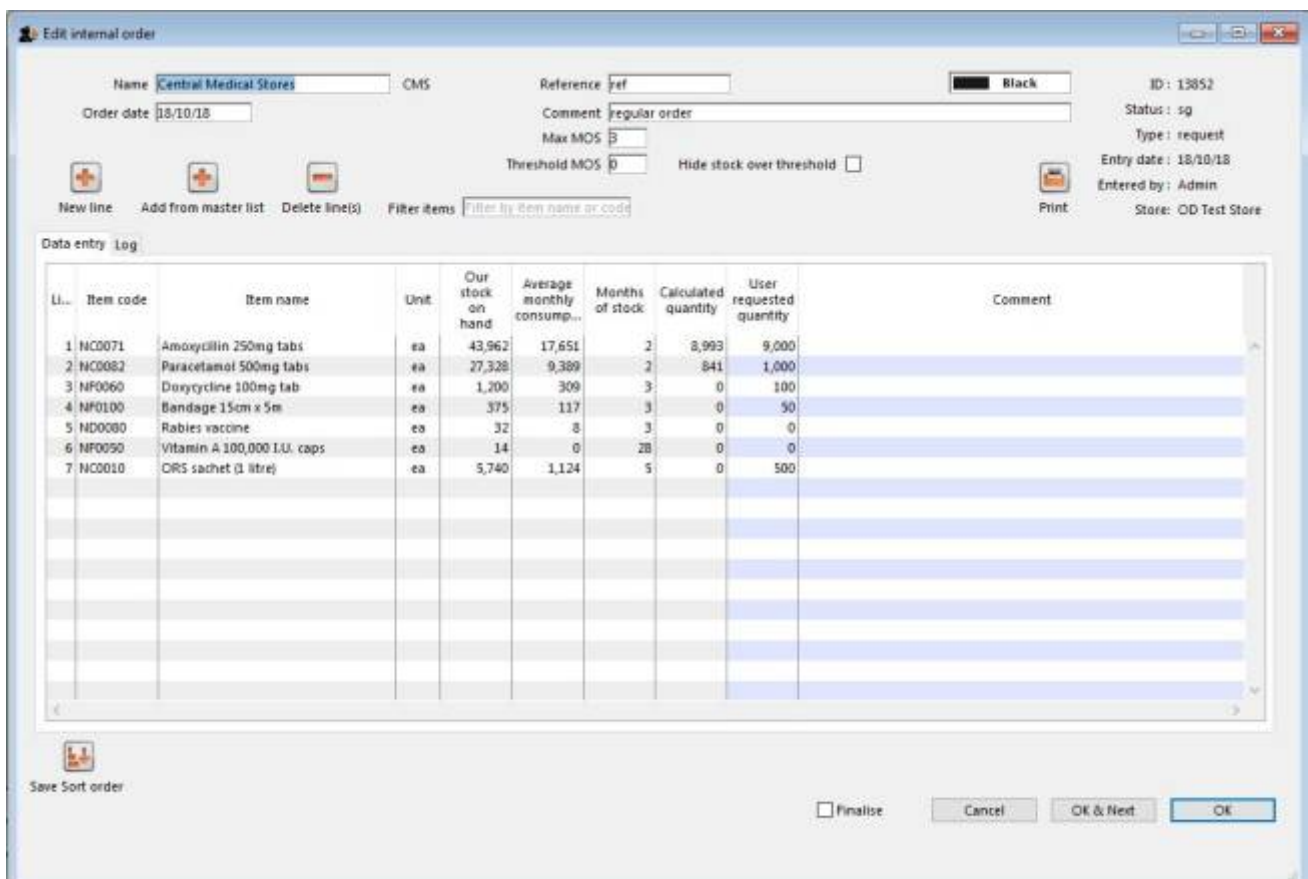 Edit internal order
Name Central Medical Stores CMS Reference ref Black ID : 13852
Order date 18/10/18 Comment regular order Status : sg
Max MOS 3 Type : request
Threshold MOS 0 Hide stock over threshold Entry date : 18/10/18
Entered by : Admin
New line Add from master list Delete line(s) Filter items Filter by item name or code Print Store: OD Test Store
Data entry Log
Li... Item code Item name Unit Our stock on hand Average monthly consump... Months of stock Calculated quantity User requested quantity Comment
1 NC0071 Amoxycillin 250mg tabs ea 43,962 17,651 2 8,993 9,000
2 NC0082 Paracetamol 500mg tabs ea 27,328 9,389 2 841 1,000
3 NF0060 Doxycycline 100mg tab ea 1,200 309 3 0 100
4 NF0100 Bandage 15cm x 5m ea 375 117 3 0 50
5 ND0080 Rabies vaccine ea 32 8 3 0 0
6 NF0050 Vitamin A 100,000 I.U. caps ea 14 0 28 0 0
7 NC0010 ORS sachet (1 litre) ea 5,740 1,124 5 0 500
Save Sort order
Finalise Cancel OK & Next OK